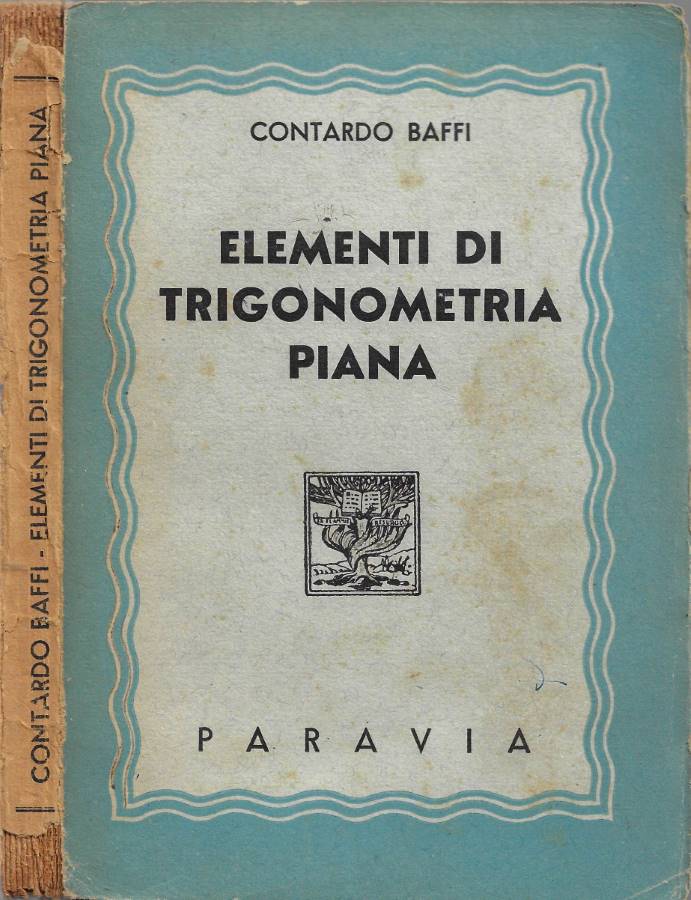 CONTARDO BAFFI - ELEMENTI DI TRIGONOMETRIA PIANA
CONTARDO BAFFI
ELEMENTI DI
TRIGONOMETRIA
PIANA
PARAVIA